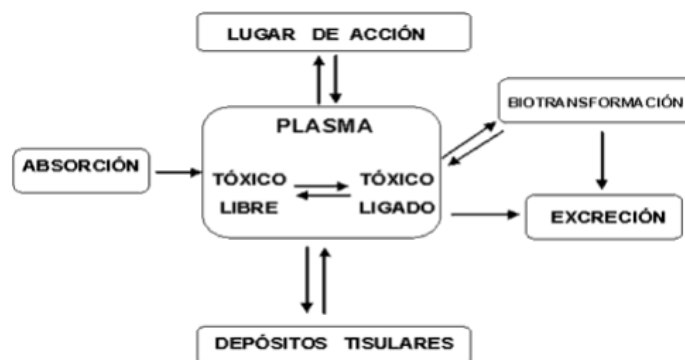 LUGAR DE ACCIÓN
BIOTRANSFORMACIÓN
PLASMA
ABSORCIÓN
TÓXICO TÓXICO
LIBRE LIGADO
EXCRECIÓN
DEPÓSITOS TISULARES